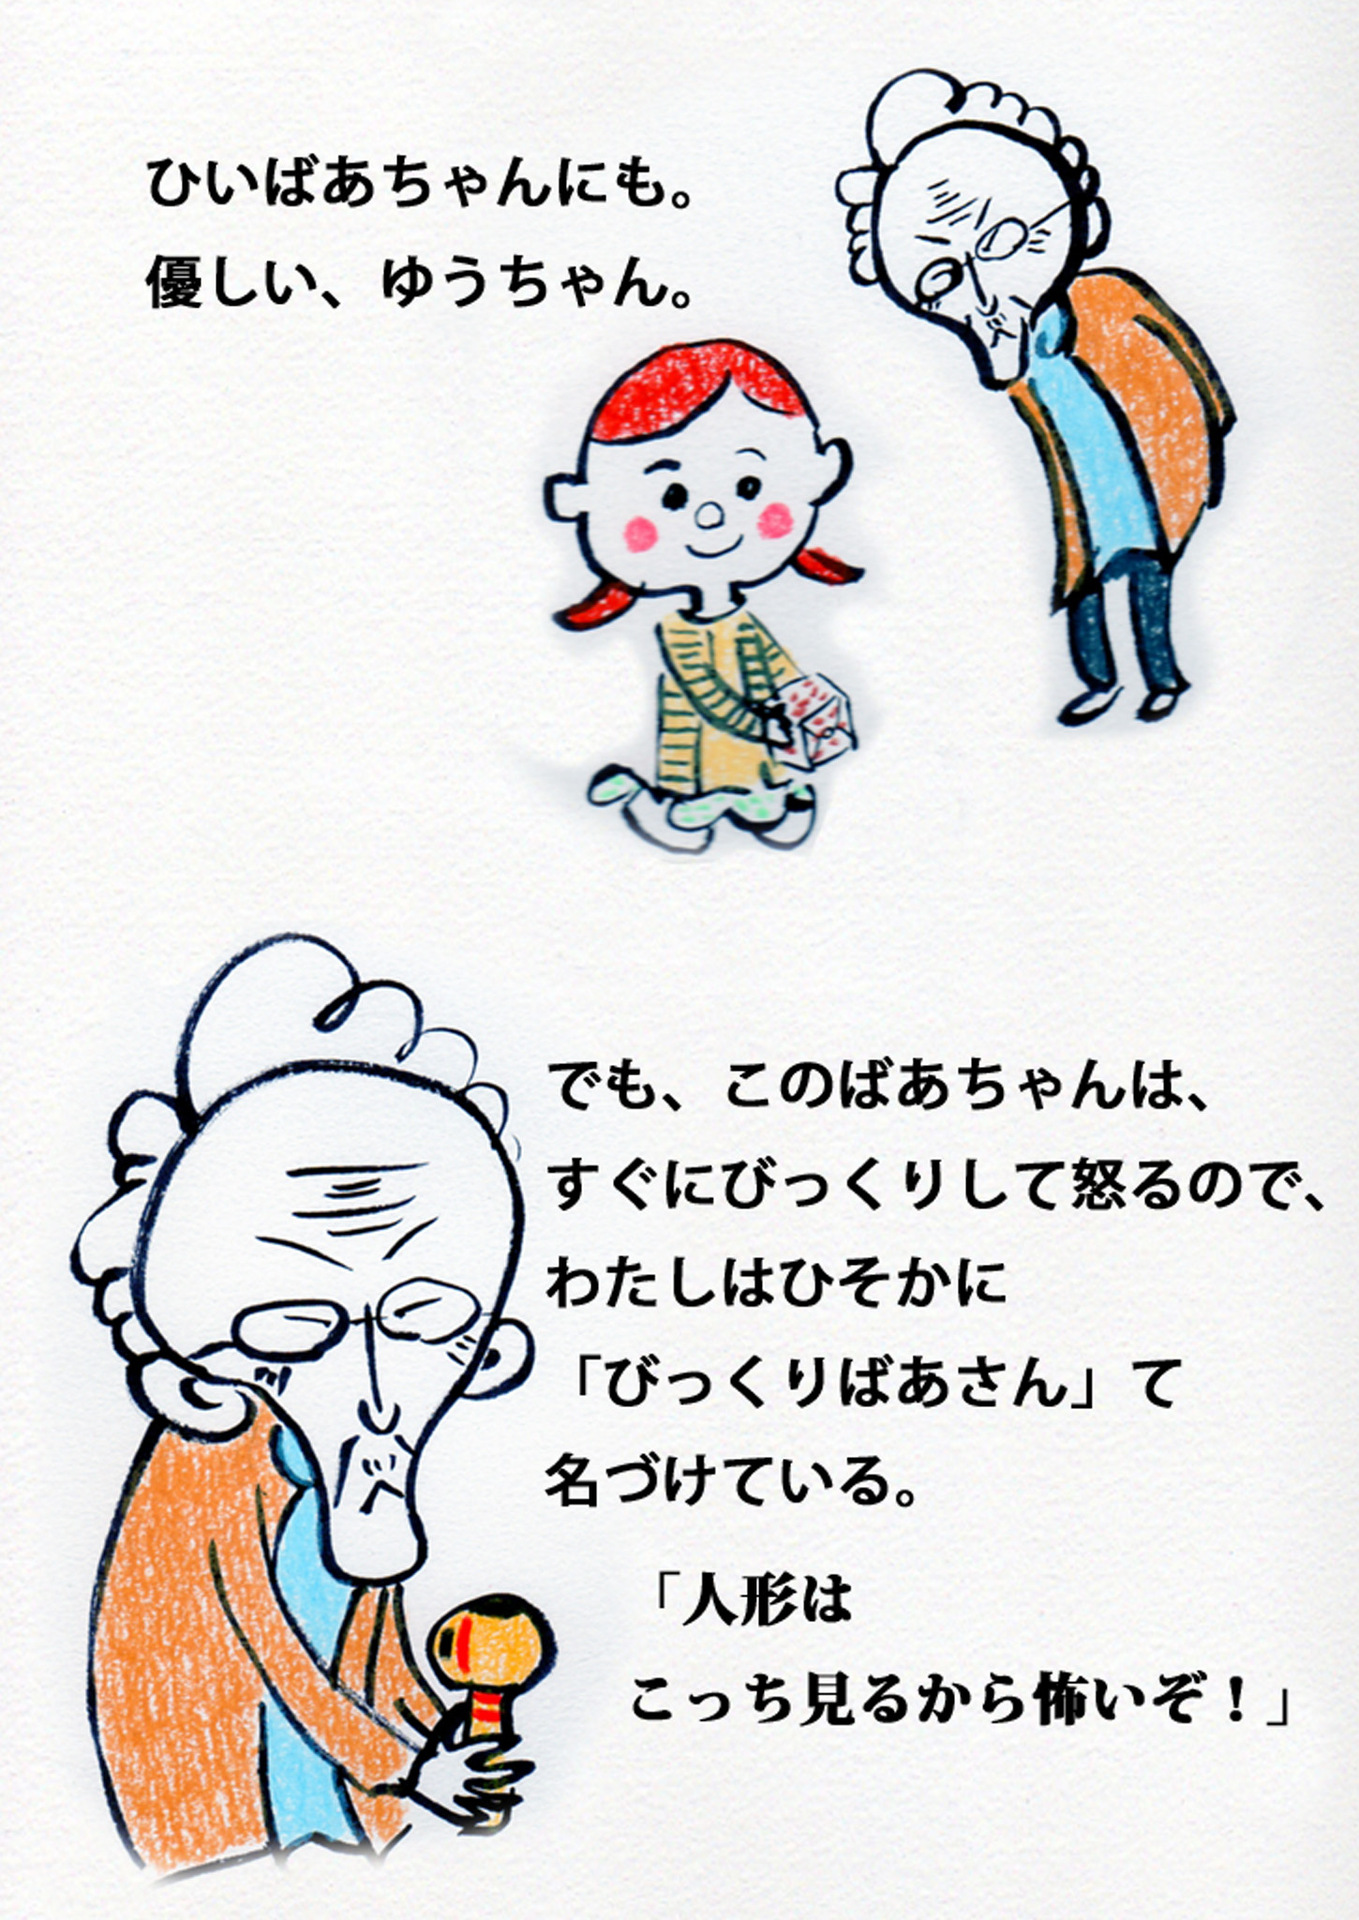 ひいばあちゃんにも。
優しい、ゆうちゃん。
でも、このばあちゃんは、
すぐにびっくりして怒るので、
わたしはひそかに
「びっくりばあさん」て
名づけている。
「人形は
こっち見るから怖いぞ！」